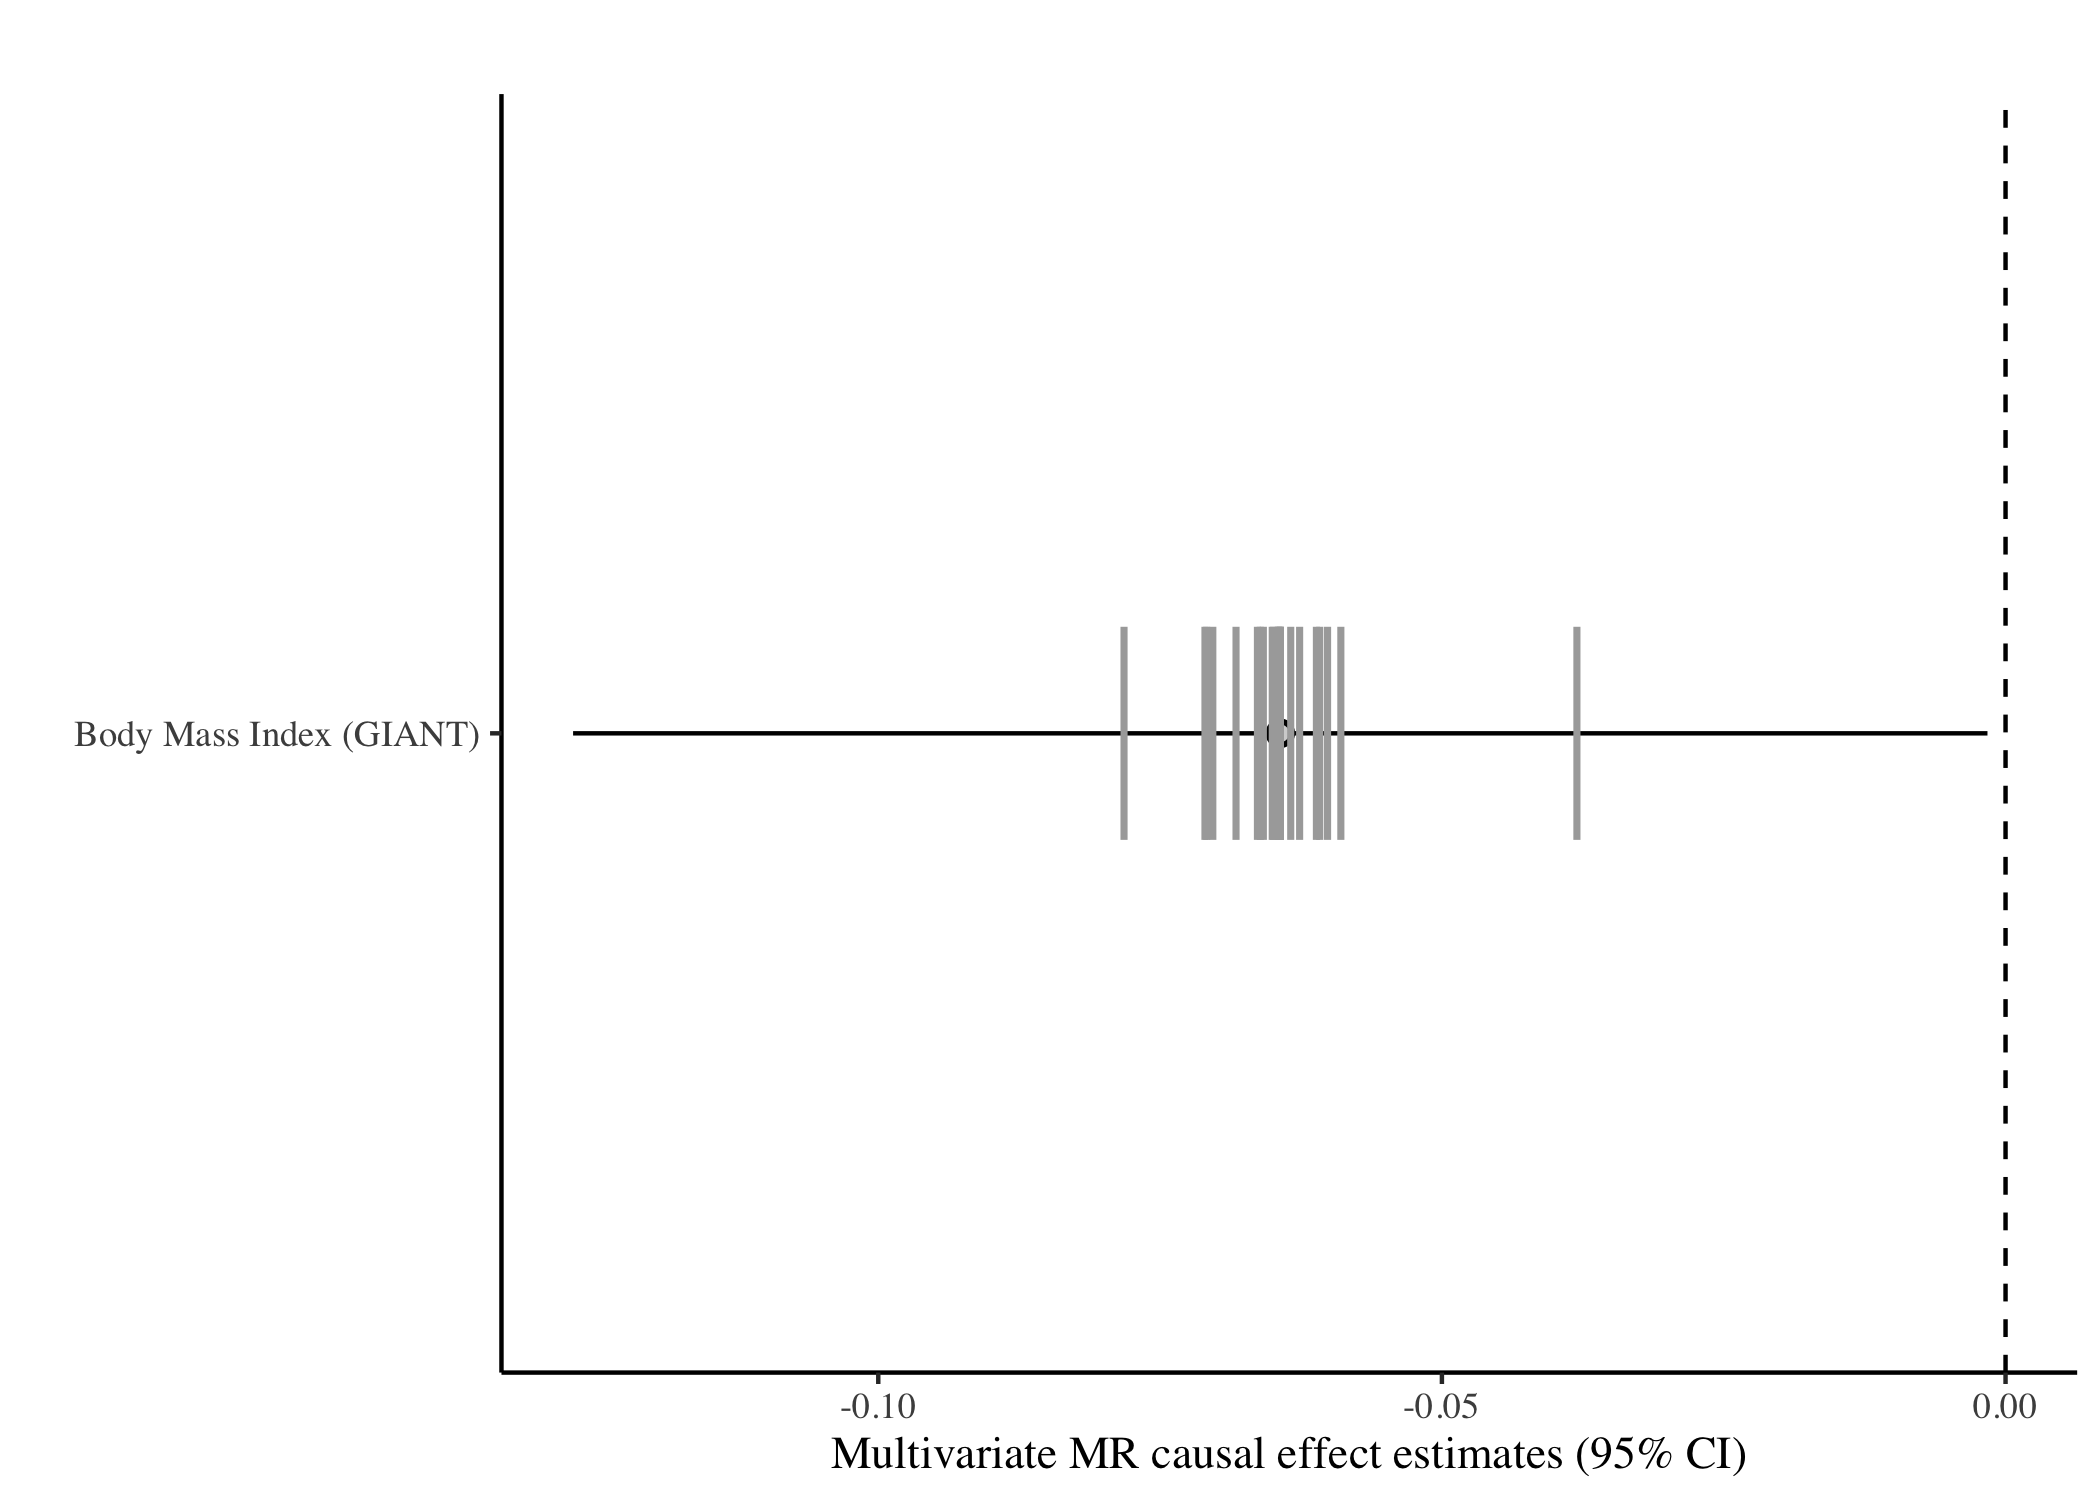 Body Mass Index (GIANT)
-0.10 -0.05 0.00
Multivariate MR causal effect estimates (95% CI)